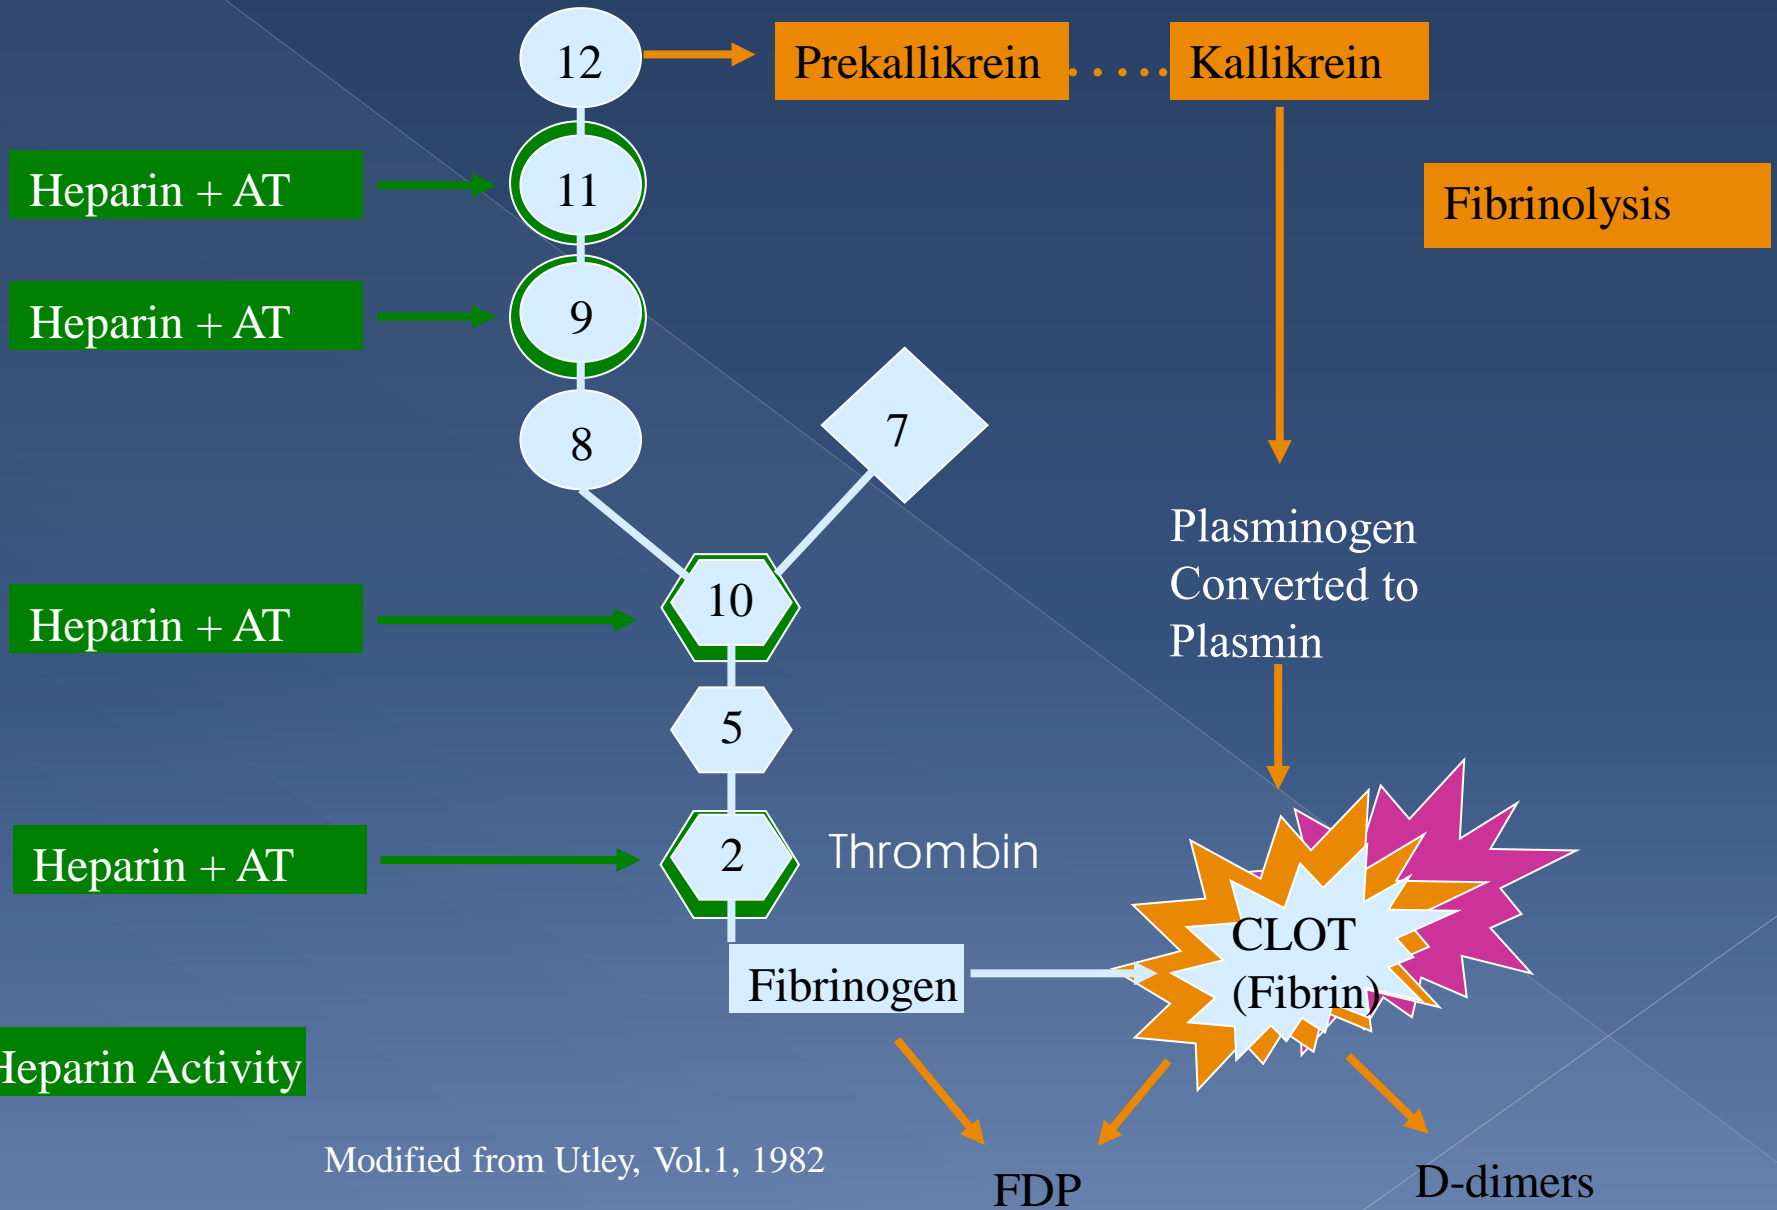 12
Prekallikrein
Kallikrein
Heparin + AT
11
Fibrinolysis
Heparin + AT
9
8
7
Plasminogen
Converted to
Plasmin
Heparin + AT
10
5
Heparin + AT
2
Thrombin
CLOT
(Fibrin)
Fibrinogen
Heparin Activity
Modified from Utley, Vol.1, 1982
FDP
D-dimers